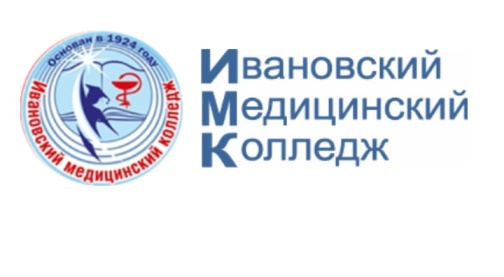 Основан в 1924 году
Ивановский медицинский колледж
Ивановский
Медицинский
Колледж